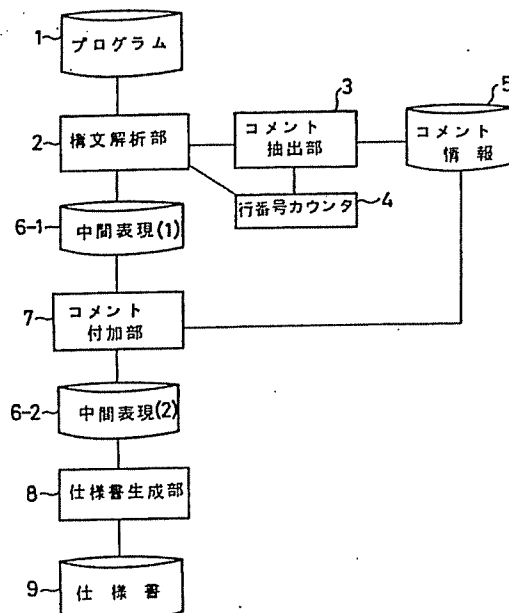 1
プログラム
2
構文解析部
3
コメント
抽出部
5
コメント
情報
行番号カウンタ
4
6-1
中間表現(1)
7
コメント
付加部
6-2
中間表現(2)
8
仕様書生成部
9
仕様書